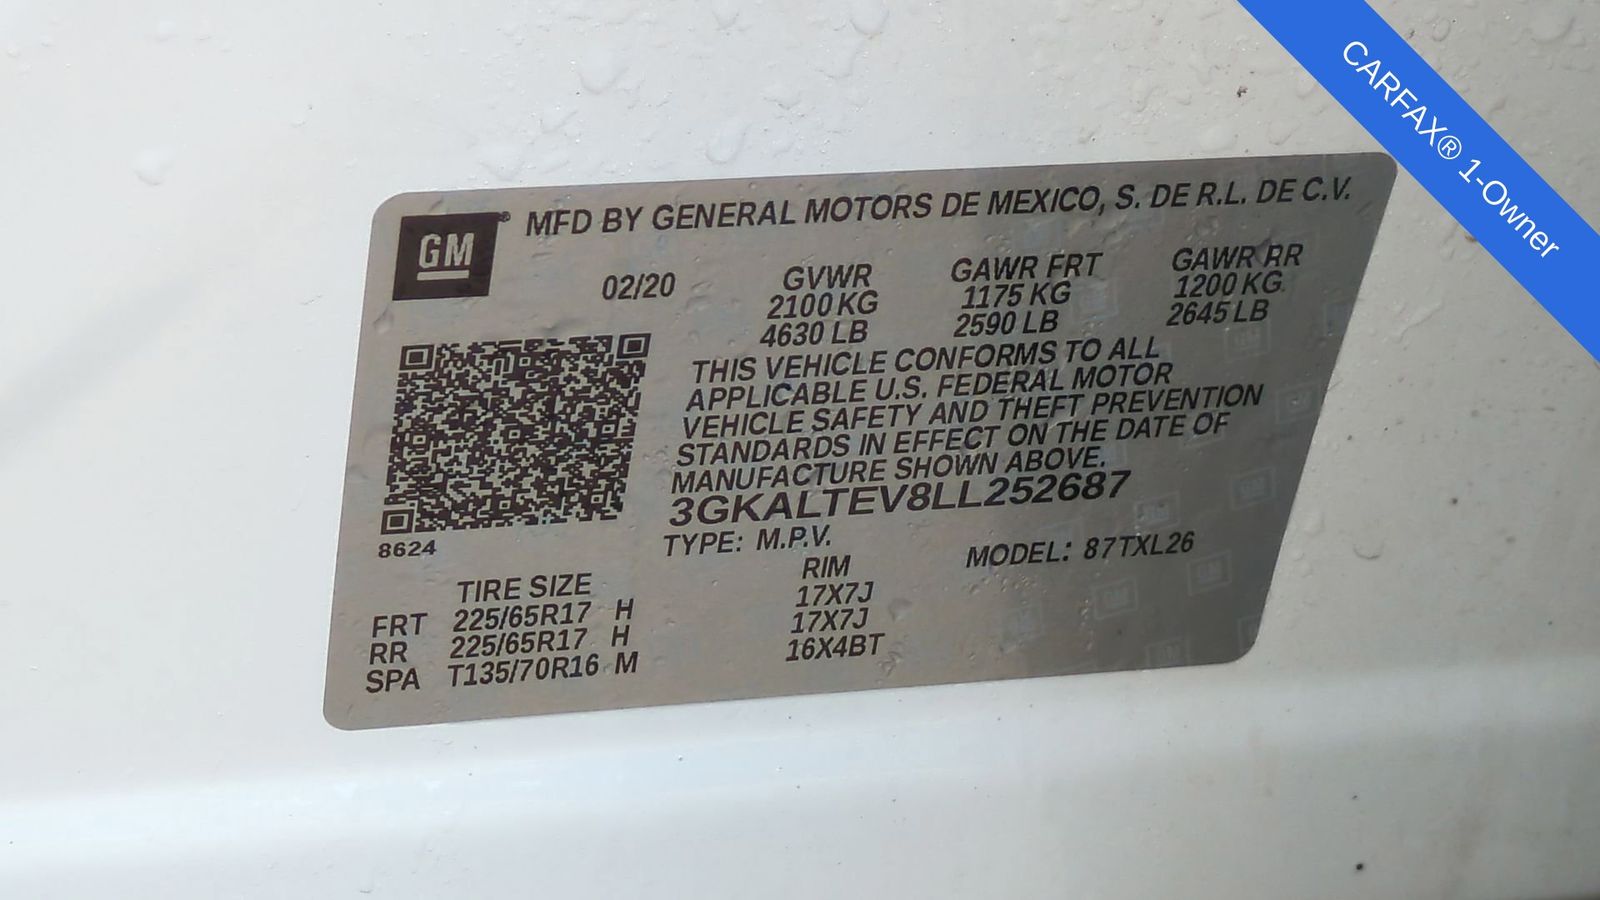 CARFAX® 1-Owner
GM® MFD BY GENERAL MOTORS DE MEXICO, S. DE R.L. DE C.V.
02/20 GVWR GAWR FRT GAWR RR
2100 KG 1175 KG 1200 KG
4630 LB 2590 LB 2645 LB
THIS VEHICLE CONFORMS TO ALL
APPLICABLE U.S. FEDERAL MOTOR
VEHICLE SAFETY AND THEFT PREVENTION
STANDARDS IN EFFECT ON THE DATE OF
MANUFACTURE SHOWN ABOVE.
3GKALTEV8LL252687
8624
TYPE: M.P.V. MODEL: 87TXL26
TIRE SIZE RIM
FRT 225/65R17 H 17X7J
RR 225/65R17 H 17X7J
SPA T135/70R16 M 16X4BT